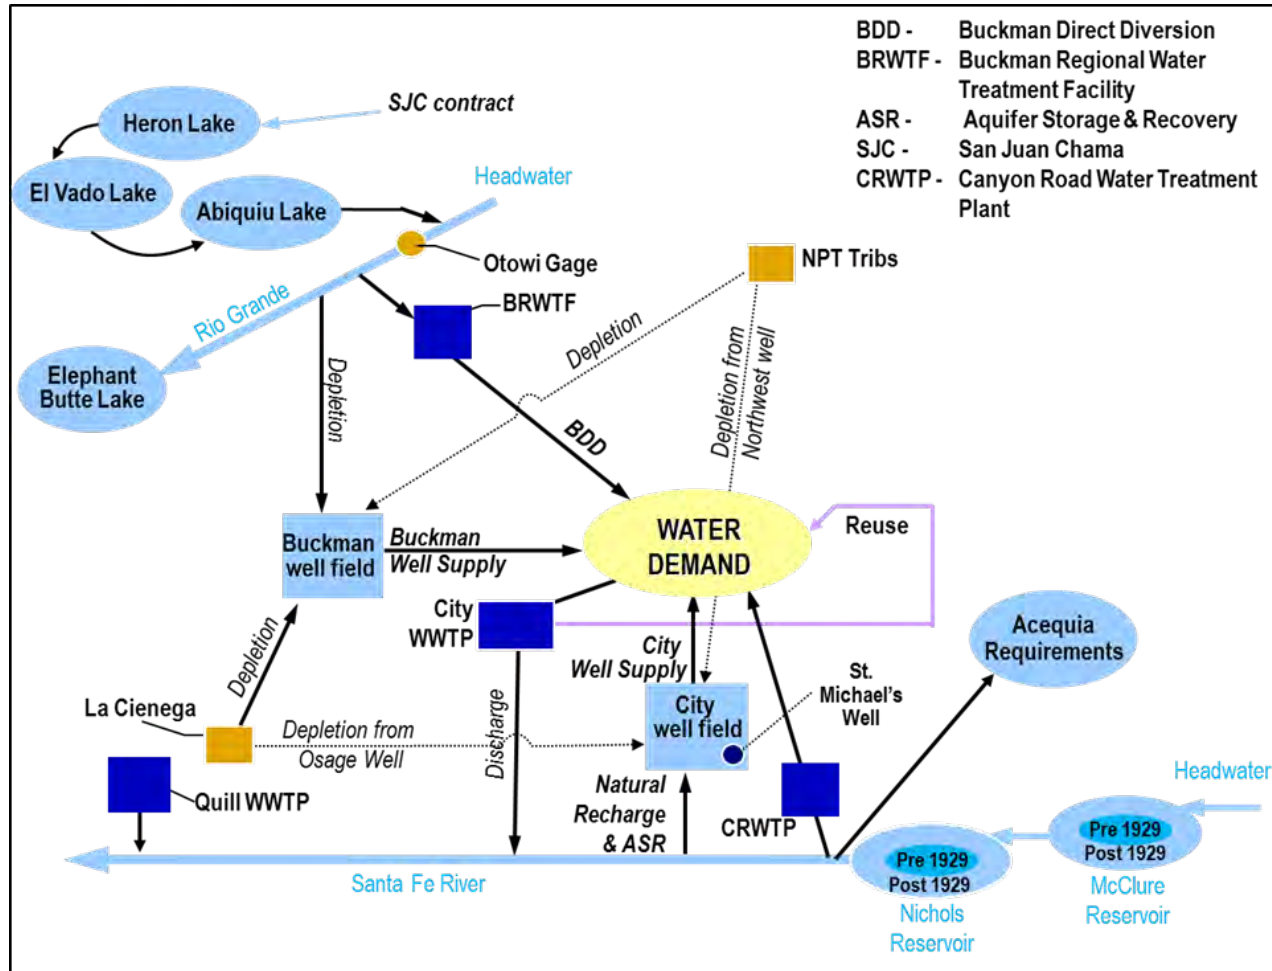 BDD - Buckman Direct Diversion
BRWTF - Buckman Regional Water
Treatment Facility
ASR - Aquifer Storage & Recovery
SJC - San Juan Chama
CRWTP - Canyon Road Water Treatment
Plant
SJC contract
Heron Lake
El Vado Lake
Abiquiu Lake
Headwater
Otowi Gage
NPT Tribs
Rio Grande
BRWTF
Elephant
Butte Lake
Depletion
Depletion
Depletion from
Northwest well
BDD
WATER
DEMAND
Reuse
Buckman
well field
Buckman
Well Supply
City
WWTP
City
Well Supply
Acequia
Requirements
St.
Michael's
Well
Depletion
La Cienega
Depletion from
Osage Well
Discharge
City
well field
Quill WWTP
Natural
Recharge
& ASR
CRWTP
Headwater
Pre 1929
Post 1929
McClure
Reservoir
Pre 1929
Post 1929
Nichols
Reservoir
Santa Fe River